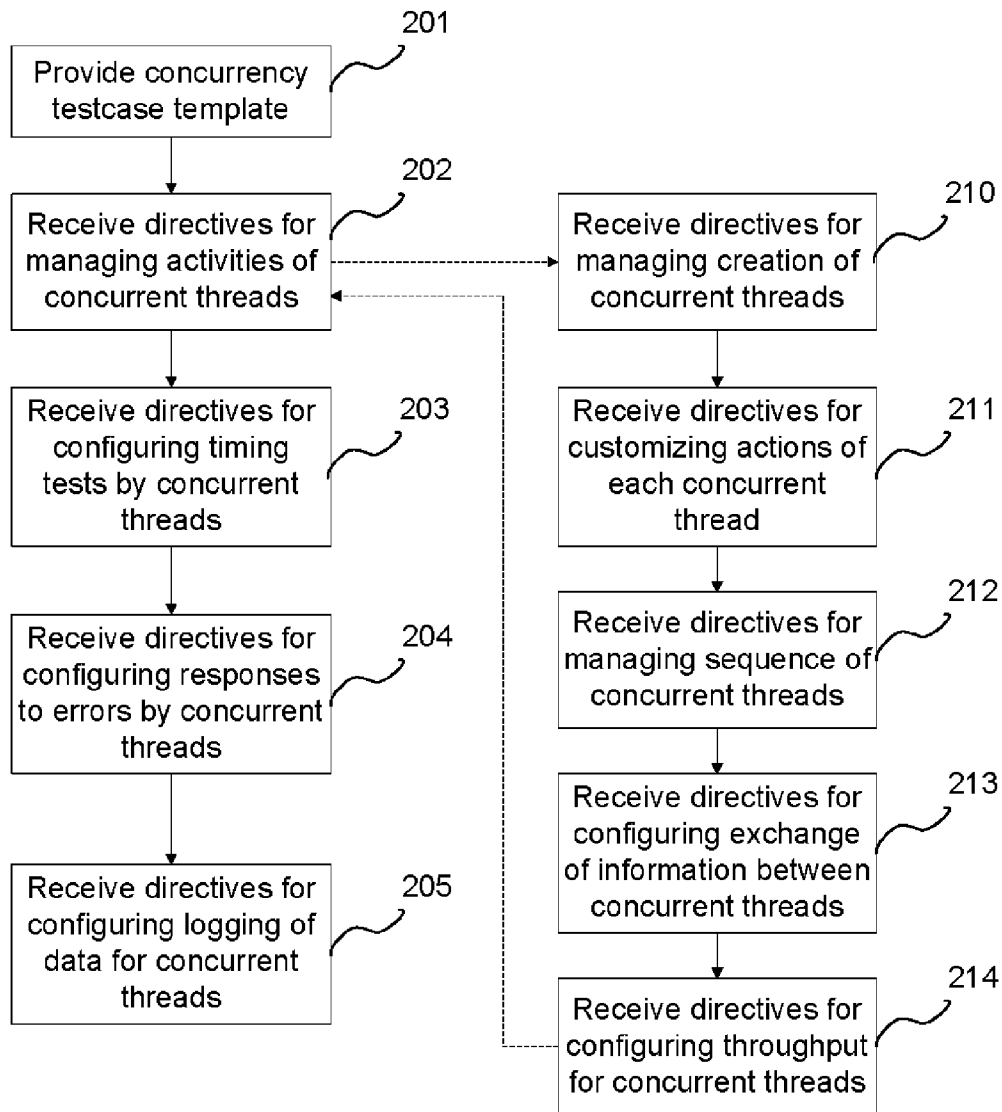 201
Provide concurrency
testcase template
202
Receive directives for
managing activities of
concurrent threads
203
Receive directives for
configuring timing
tests by concurrent
threads
204
Receive directives for
configuring responses
to errors by concurrent
threads
205
Receive directives for
configuring logging of
data for concurrent
threads
210
Receive directives for
managing creation of
concurrent threads
211
Receive directives for
customizing actions of
each concurrent
thread
212
Receive directives for
managing sequence of
concurrent threads
213
Receive directives for
configuring exchange
of information between
concurrent threads
214
Receive directives for
configuring throughput
for concurrent threads